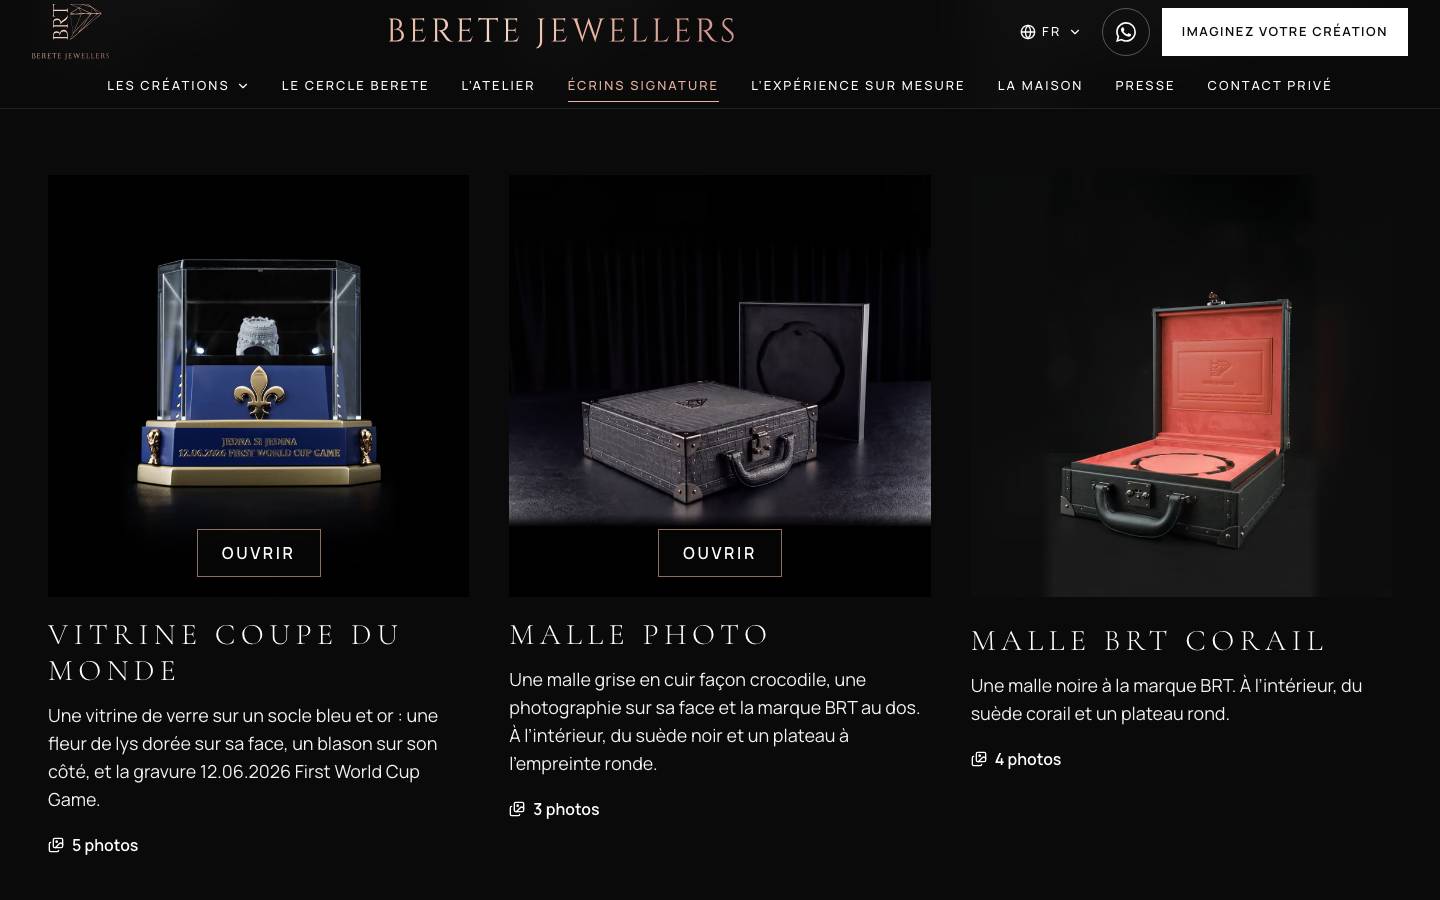 BRT
BERETE JEWELLERS
BERETE JEWELLERS
FR
IMAGINEZ VOTRE CRÉATION
LES CRÉATIONS
LE CERCLE BERETE
L'ATELIER
ÉCRINS SIGNATURE
L'EXPÉRIENCE SUR MESURE
LA MAISON
PRESSE
CONTACT PRIVÉ
JEDNA SI JEDINA
12.06.2026 FIRST WORLD CUP GAME
OUVRIR
VITRINE COUPE DU
MONDE
Une vitrine de verre sur un socle bleu et or : une
fleur de lys dorée sur sa face, un blason sur son
côté, et la gravure 12.06.2026 First World Cup
Game.
5 photos
OUVRIR
MALLE PHOTO
Une malle grise en cuir façon crocodile, une
photographie sur sa face et la marque BRT au dos.
À l'intérieur, du suède noir et un plateau à
l'empreinte ronde.
3 photos
MALLE BRT CORAIL
Une malle noire à la marque BRT. À l'intérieur, du
suède corail et un plateau rond.
4 photos